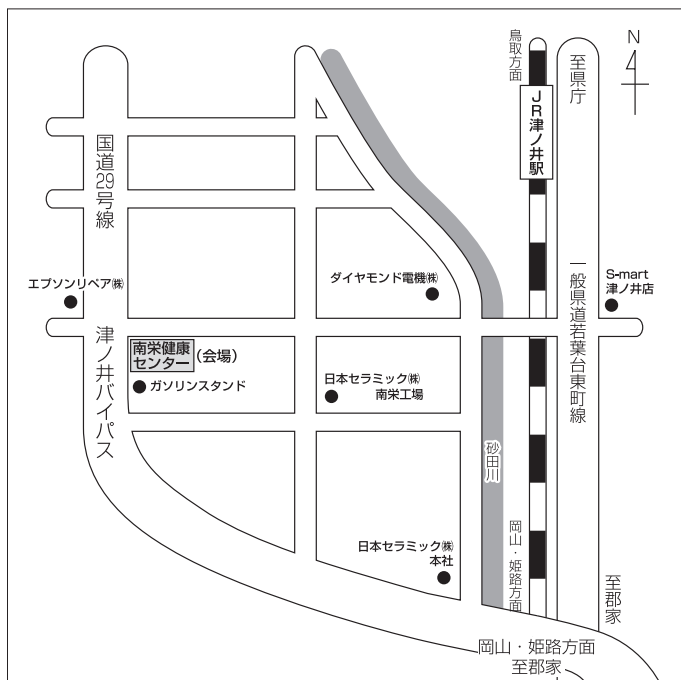 N
鳥取方面
至県庁
JR津ノ井駅
国道29号線
エプソンリペア㈱
ダイヤモンド電機㈱
S-mart
津ノ井店
一般県道若葉台東町線
津ノ井バイパス
南栄健康
センター
(会場)
ガソリンスタンド
日本セラミック㈱
南栄工場
砂田川
日本セラミック㈱
本社
岡山・姫路方面
至郡家
岡山・姫路方面
至郡家